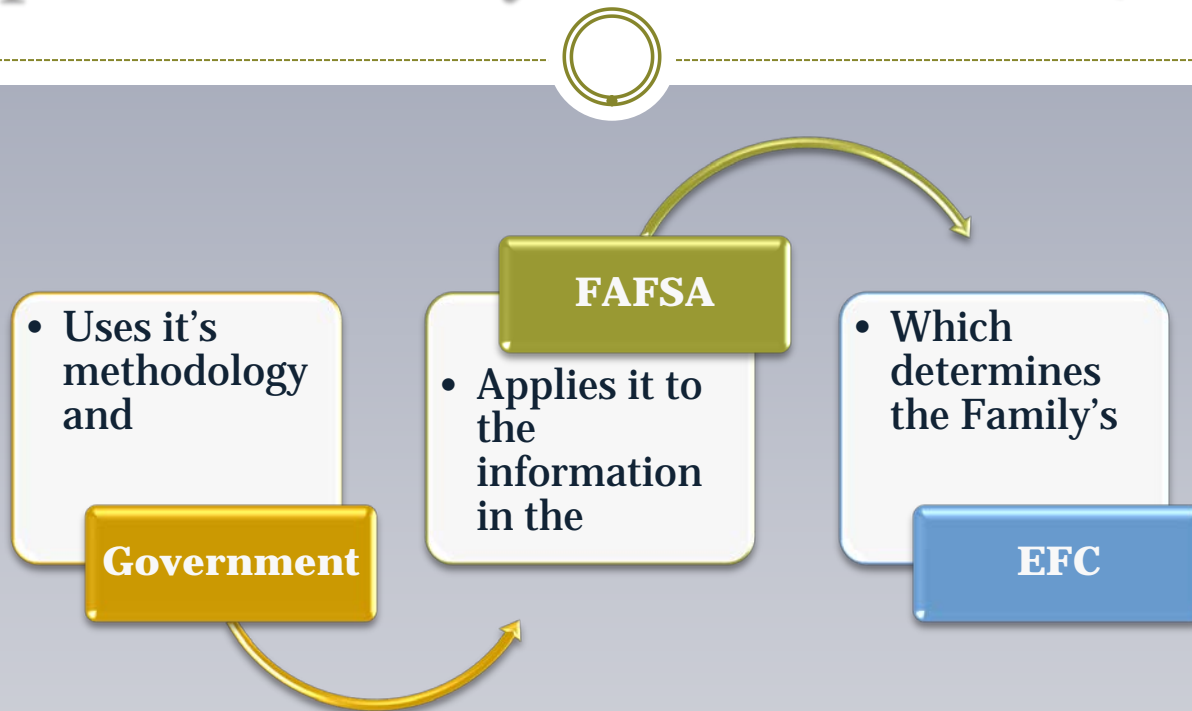 • Uses it’s
methodology
and
Government
FAFSA
• Applies it to
the
information
in the
• Which
determines
the Family’s
EFC